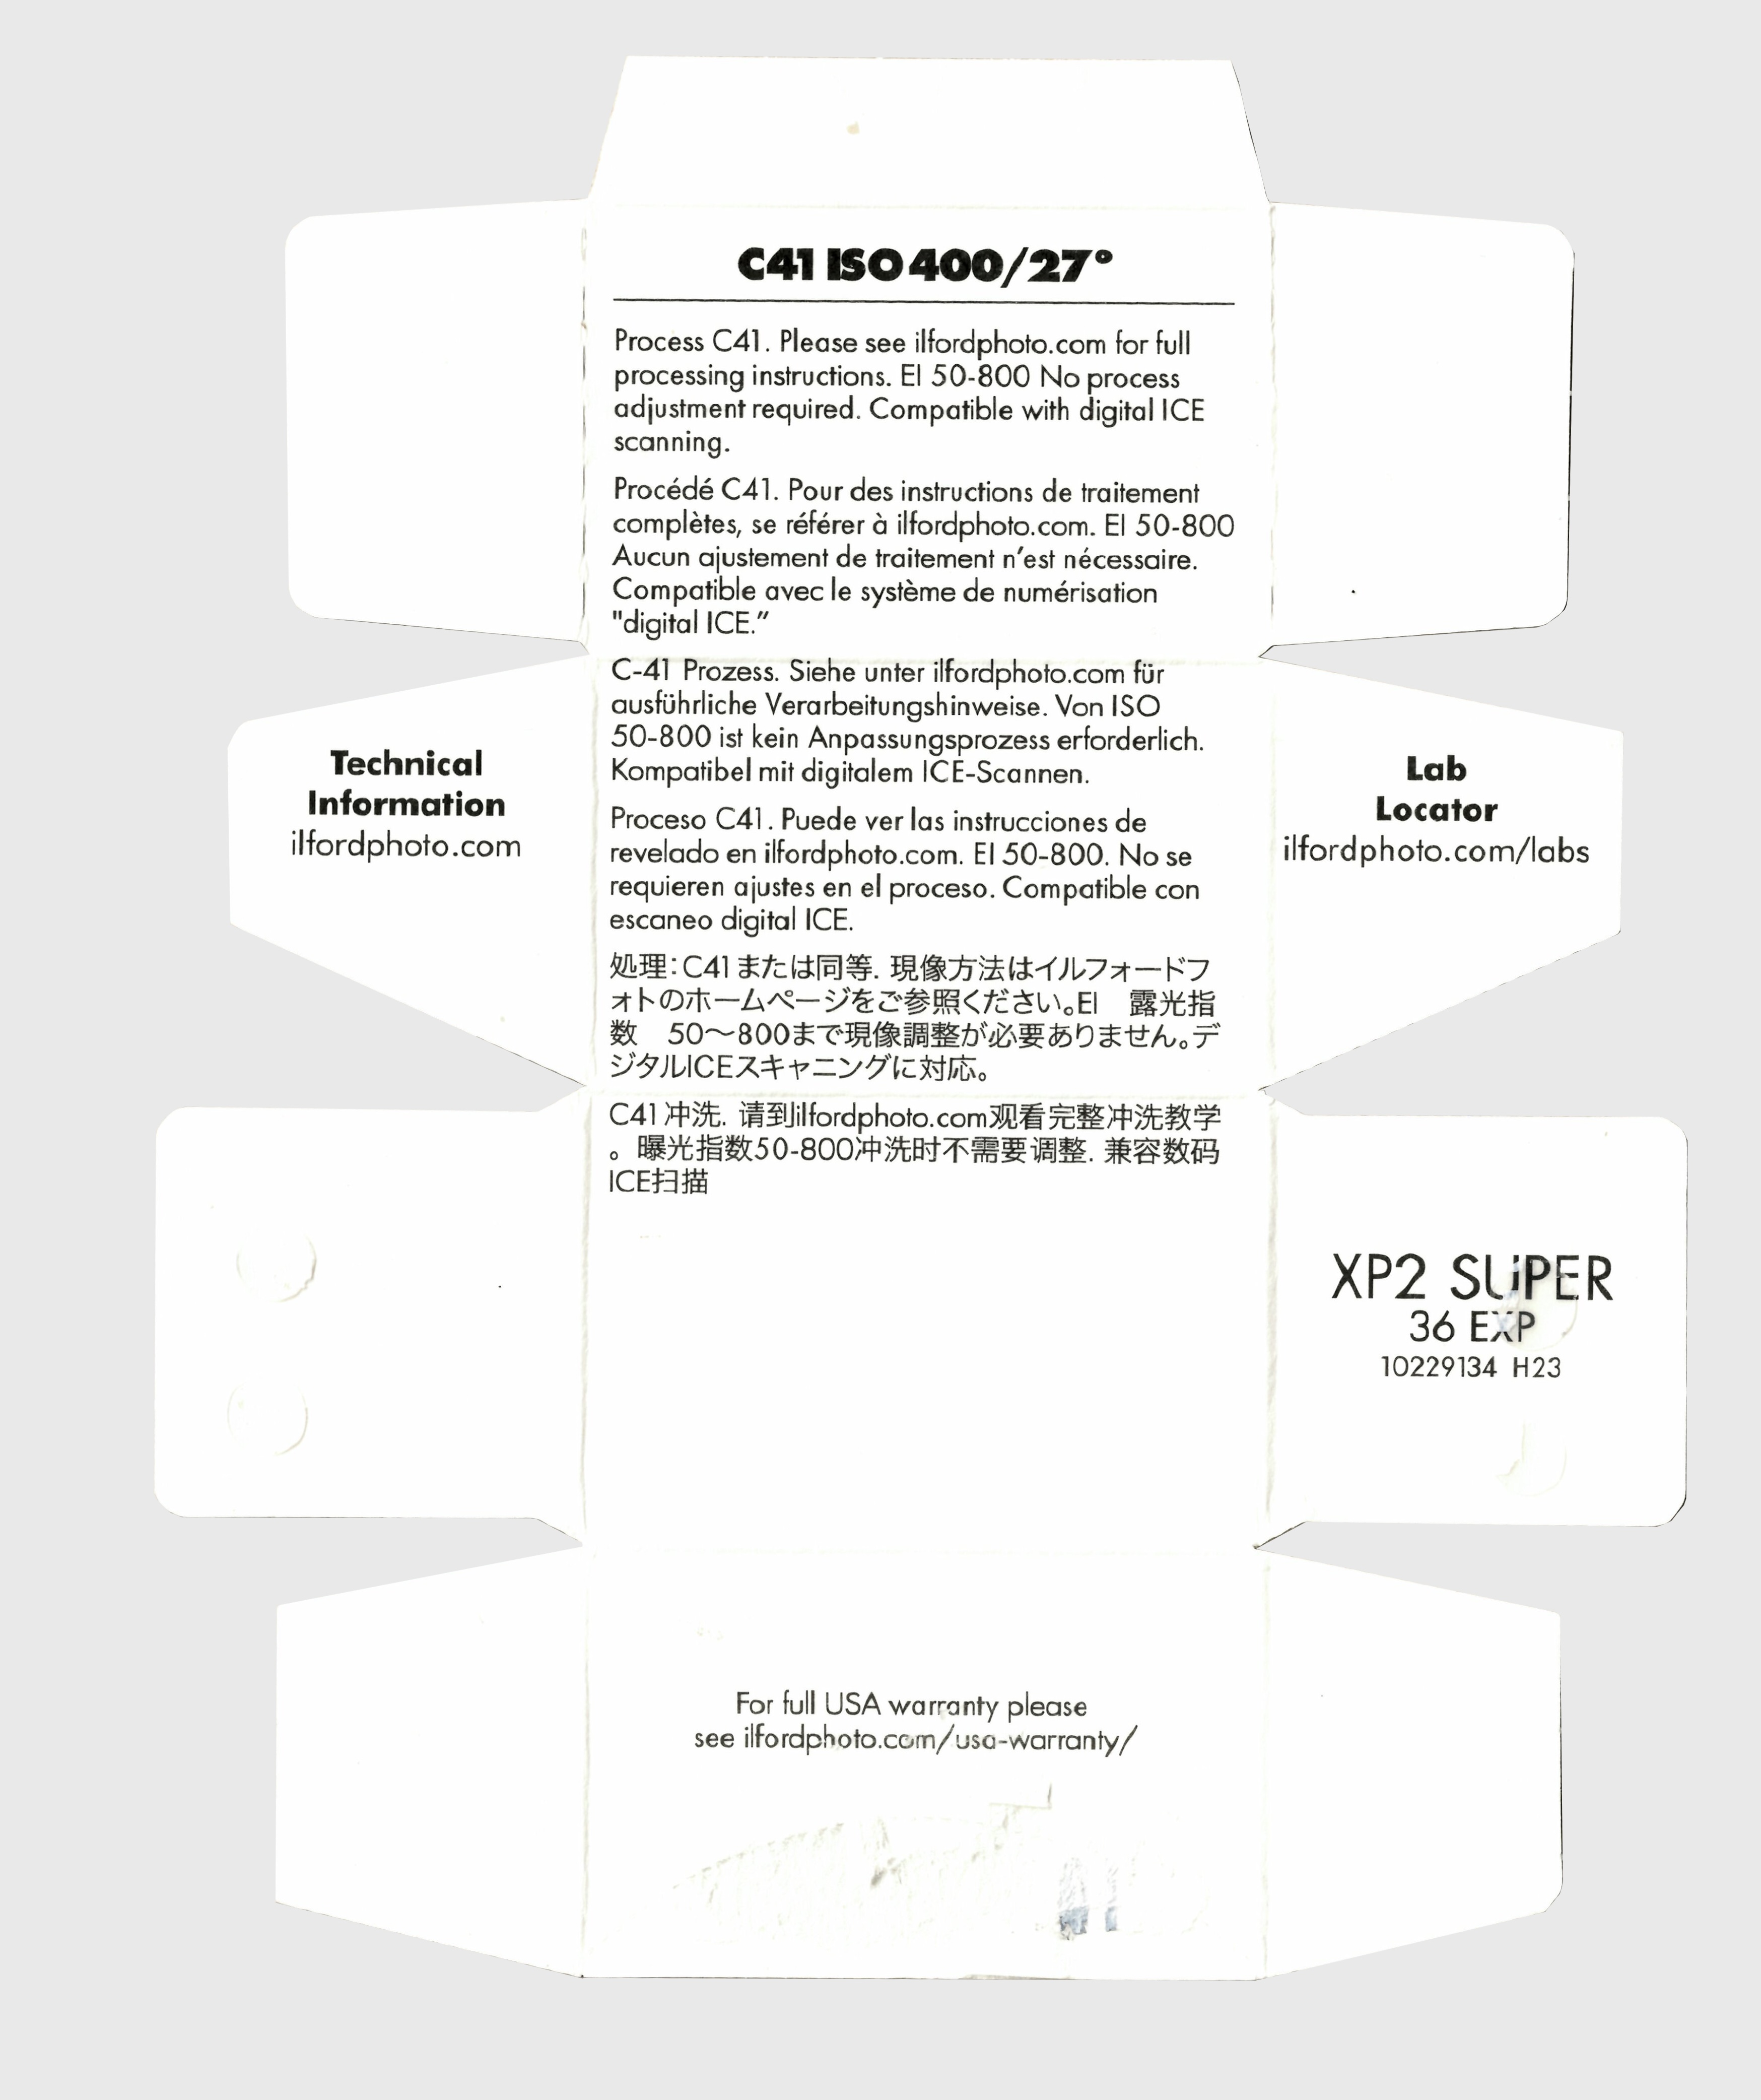 C41 ISO 400/27°
Process C41. Please see ilfordphoto.com for full
processing instructions. EI 50-800 No process
adjustment required. Compatible with digital ICE
scanning.
Procédé C41. Pour des instructions de traitement
complètes, se référer à ilfordphoto.com. EI 50-800
Aucun ajustement de traitement n’est nécessaire.
Compatible avec le système de numérisation
"digital ICE.”
C-41 Prozess. Siehe unter ilfordphoto.com für
ausführliche Verarbeitungshinweise. Von ISO
50-800 ist kein Anpassungsprozess erforderlich.
Kompatibel mit digitalem ICE-Scannen.
Proceso C41. Puede ver las instrucciones de
revelado en ilfordphoto.com. EI 50-800. No se
requieren ajustes en el proceso. Compatible con
escaneo digital ICE.
処理：C41または同等. 現像方法はイルフォードフ
ォトのホームページをご参照ください。EI　露光指
数　50～800まで現像調整が必要ありません。デ
ジタルICEスキャニングに対応。
C41冲洗. 请到ilfordphoto.com观看完整冲洗教学
。曝光指数50-800冲洗时不需要调整. 兼容数码
ICE扫描
Technical
Information
ilfordphoto.com
Lab
Locator
ilfordphoto.com/labs
XP2 SUPER
36 EXP
10229134 H23
For full USA warranty please
see ilfordphoto.com/usa-warranty/